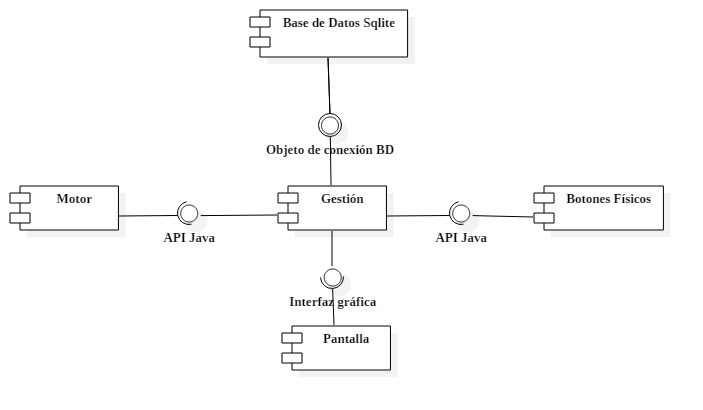 Base de Datos Sqlite
Objeto de conexión BD
Motor
Gestión
Botones Físicos
API Java
API Java
Interfaz gráfica
Pantalla